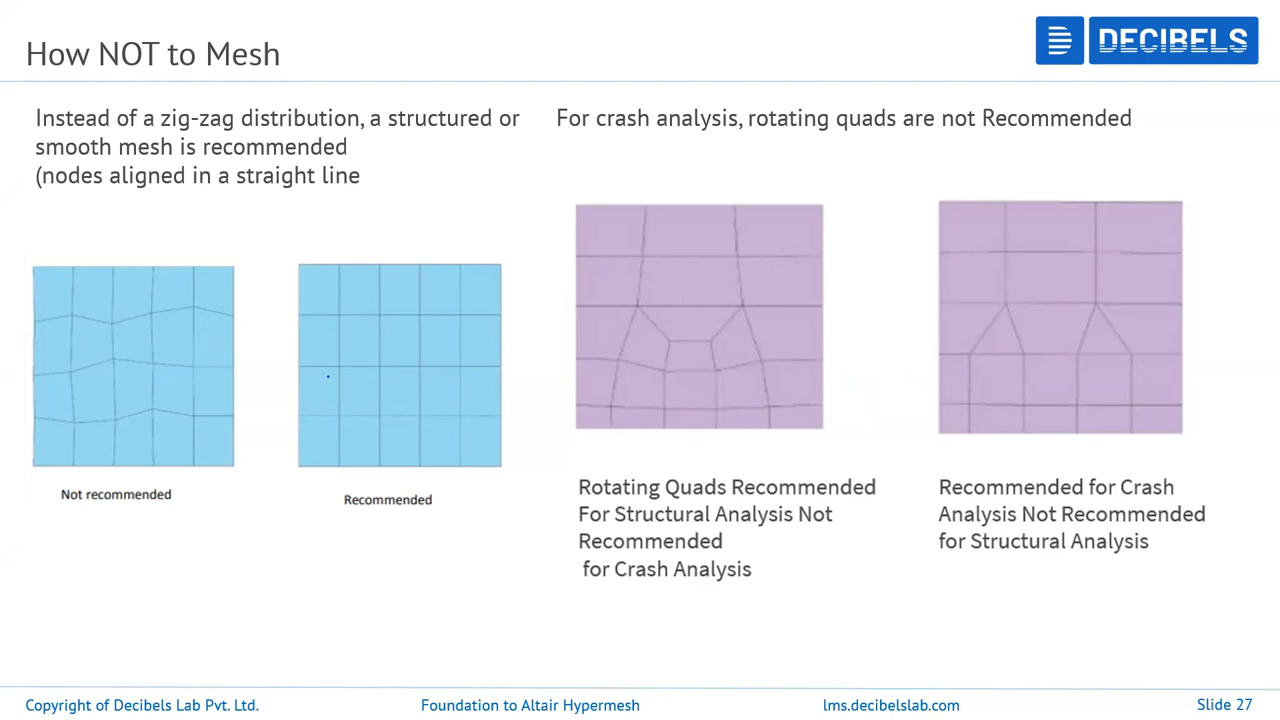 How NOT to Mesh
DECIBELS
Instead of a zig-zag distribution, a structured or
smooth mesh is recommended
(nodes aligned in a straight line
For crash analysis, rotating quads are not Recommended
Not recommended
Recommended
Rotating Quads Recommended
For Structural Analysis Not
Recommended
for Crash Analysis
Recommended for Crash
Analysis Not Recommended
for Structural Analysis
Copyright of Decibels Lab Pvt. Ltd.
Foundation to Altair Hypermesh
lms.decibelslab.com
Slide 27